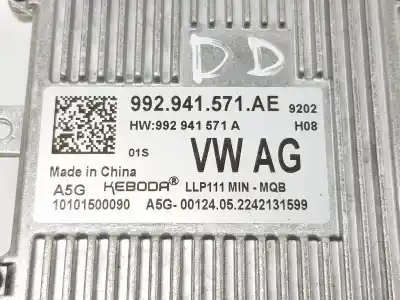 DD
992.941.571.AE 9202
HW:992 941 571 A H08
01S VW AG
Made in China
A5G KEBODA® LLP111 MIN - MQB
10101500090 A5G- 00124.05.2242131599